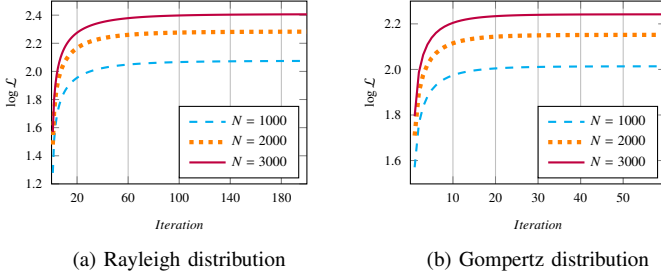 2.4
2.2
2.0
1.8
1.6
1.4
1.2
log ℒ
20
60
100
140
180
Iteration
N = 1000
N = 2000
N = 3000
(a) Rayleigh distribution
2.2
2.0
1.8
1.6
log ℒ
10
20
30
40
50
Iteration
N = 1000
N = 2000
N = 3000
(b) Gompertz distribution